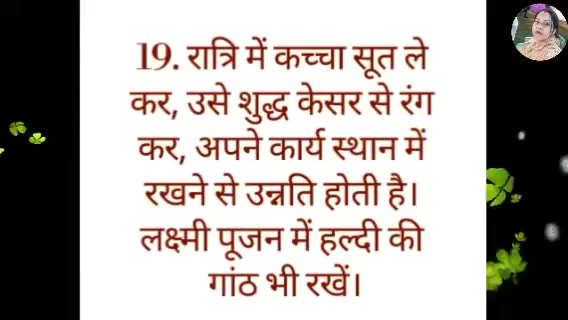 19. रात्रि में कच्चा सूत ले
कर, उसे शुद्ध केसर से रंग
कर, अपने कार्य स्थान में
रखने से उन्नति होती है।
लक्ष्मी पूजन में हल्दी की
गांठ भी रखें।